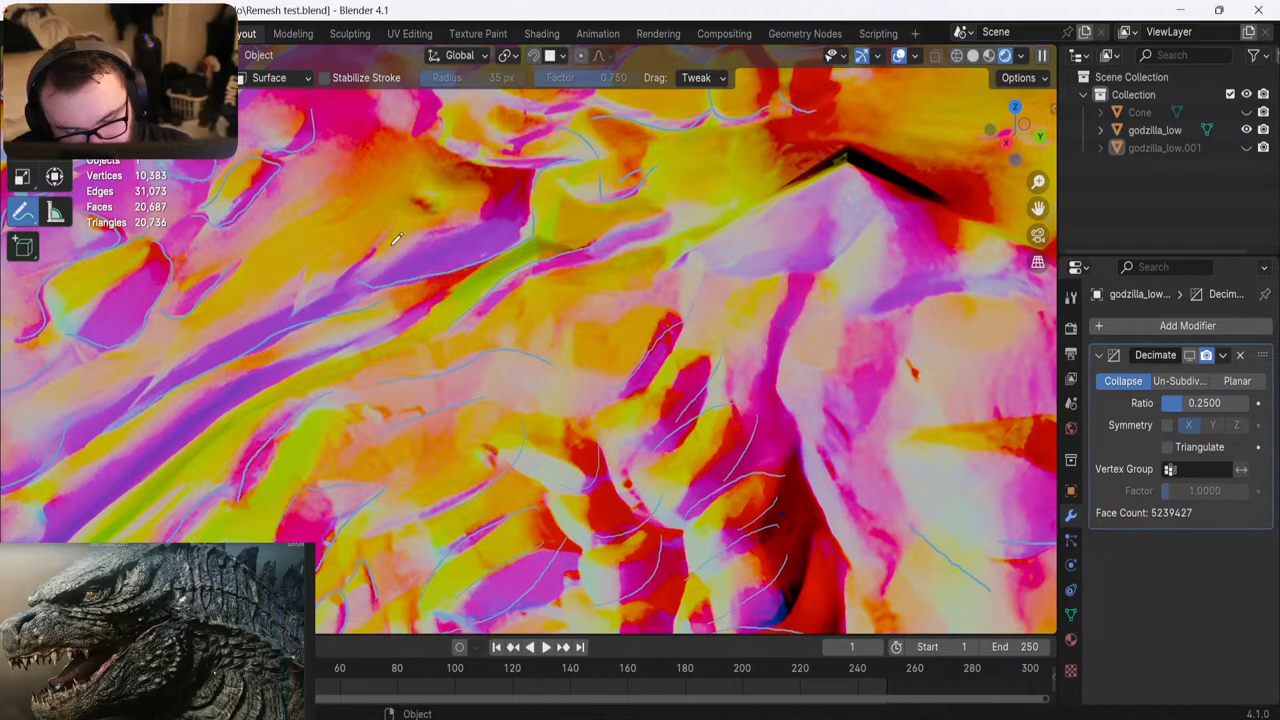 lo\Remesh test.blend] - Blender 4.1
out Modeling Sculpting UV Editing Texture Paint Shading Animation Rendering Compositing Geometry Nodes Scripting + Scene ViewLayer
Object Global Search
Surface Stabilize Stroke Radius 35 px Factor 0.750 Drag: Tweak Options
Scene Collection
Collection
Cone
godzilla_low
godzilla_low.001
Objects 1
Vertices 10,383
Edges 31,073
Faces 20,687
Triangles 20,736
Z
Y
X
Search
godzilla_low... > Decim...
+ Add Modifier
Decimate
Collapse Un-Subdiv... Planar
Ratio 0.2500
Symmetry X Y Z
Triangulate
Vertex Group
Factor 1.0000
Face Count: 5239427
1 Start 1 End 250
60 80 100 120 140 160 180 200 220 240 260 280 300
Object 4.1.0